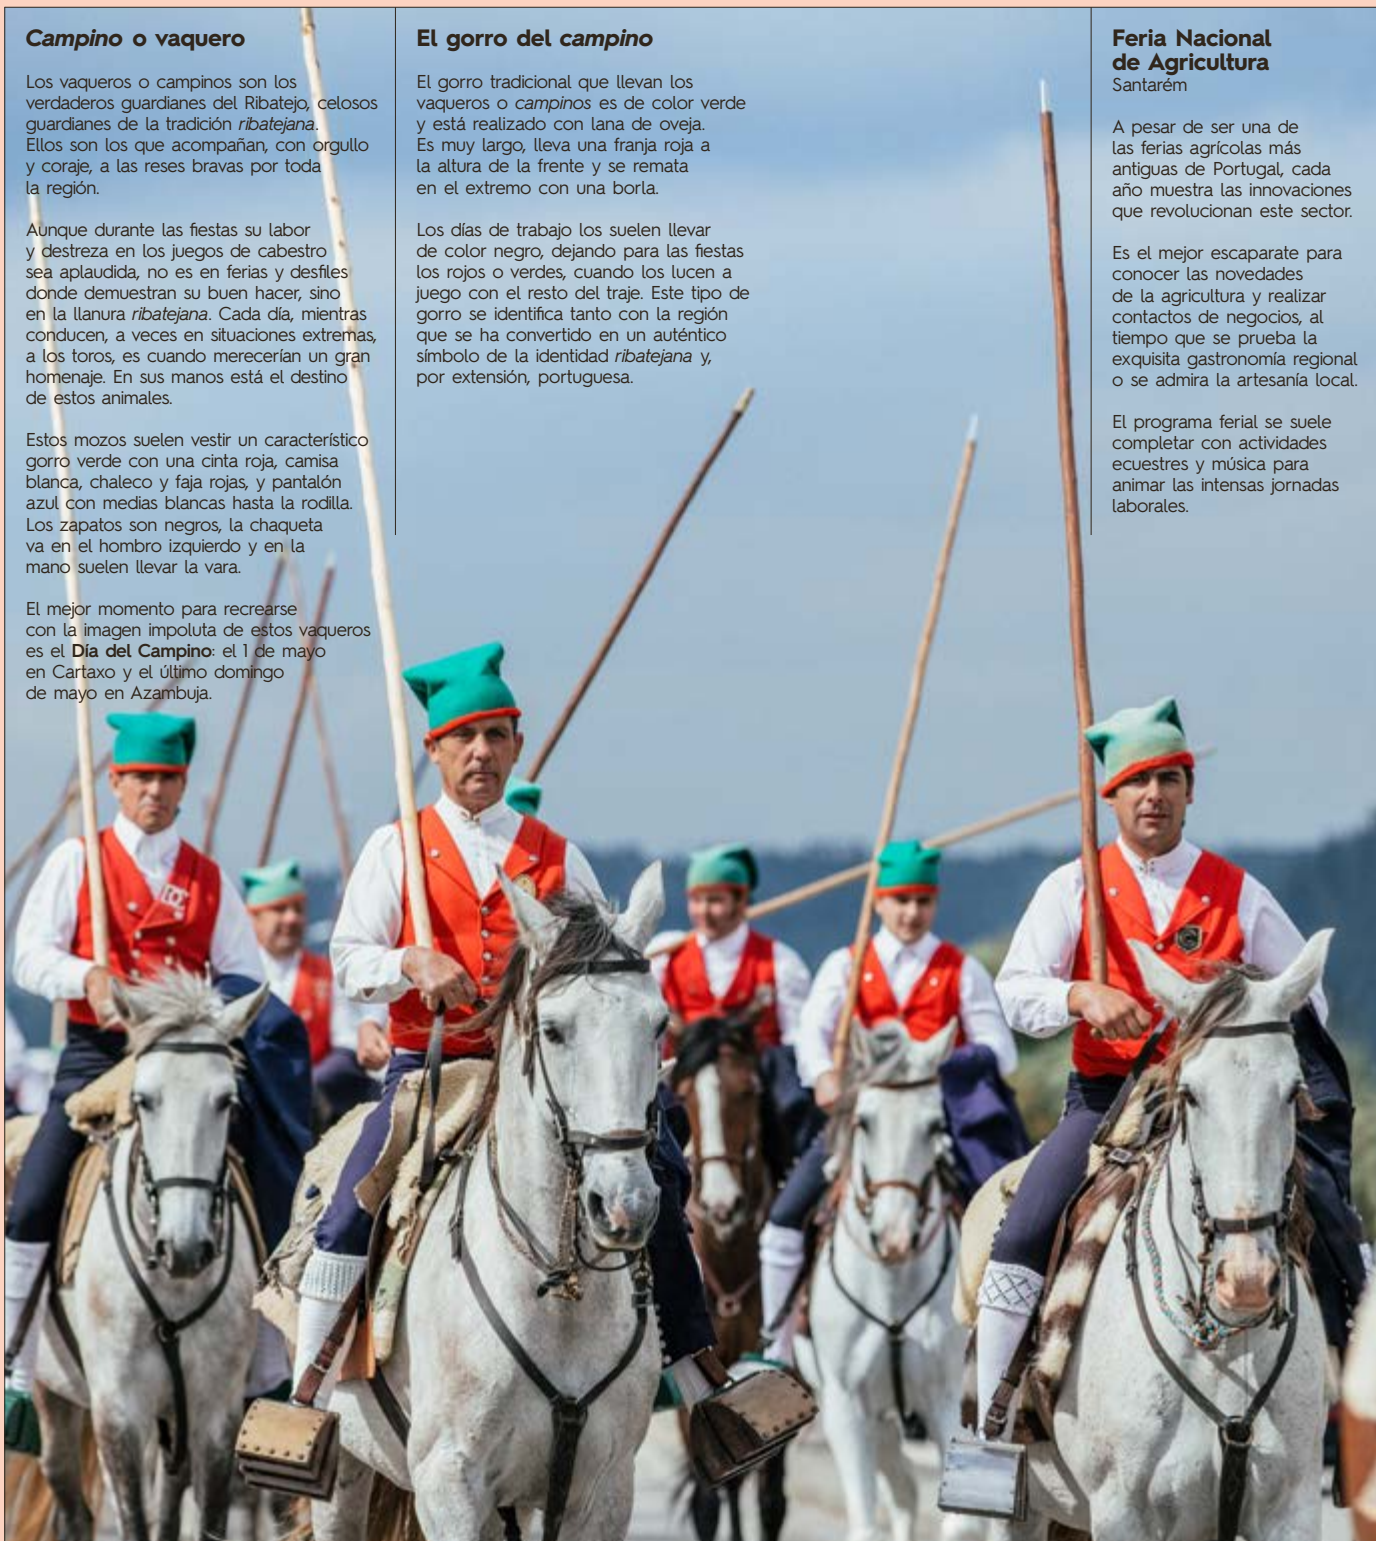 Campino o vaquero
Los vaqueros o campinos son los
verdaderos guardianes del Ribatejo, celosos
guardianes de la tradición ribatejana.
Ellos son los que acompañan, con orgullo
y coraje, a las reses bravas por toda
la región.
Aunque durante las fiestas su labor
y destreza en los juegos de cabestro
sea aplaudida, no es en ferias y desfiles
donde demuestran su buen hacer, sino
en la llanura ribatejana. Cada día, mientras
conducen, a veces en situaciones extremas,
a los toros, es cuando merecerían un gran
homenaje. En sus manos está el destino
de estos animales.
Estos mozos suelen vestir un característico
gorro verde con una cinta roja, camisa
blanca, chaleco y faja rojas, y pantalón
azul con medias blancas hasta la rodilla.
Los zapatos son negros, la chaqueta
va en el hombro izquierdo y en la
mano suelen llevar la vara.
El mejor momento para recrearse
con la imagen impoluta de estos vaqueros
es el Día del Campino: el 1 de mayo
en Cartaxo y el último domingo
de mayo en Azambuja.
El gorro del campino
El gorro tradicional que llevan los
vaqueros o campinos es de color verde
y está realizado con lana de oveja.
Es muy largo, lleva una franja roja a
la altura de la frente y se remata
en el extremo con una borla.
Los días de trabajo los suelen llevar
de color negro, dejando para las fiestas
los rojos o verdes, cuando los lucen a
juego con el resto del traje. Este tipo de
gorro se identifica tanto con la región
que se ha convertido en un auténtico
símbolo de la identidad ribatejana y,
por extensión, portuguesa.
Feria Nacional
de Agricultura
Santarém
A pesar de ser una de
las ferias agrícolas más
antiguas de Portugal, cada
año muestra las innovaciones
que revolucionan este sector.
Es el mejor escaparate para
conocer las novedades
de la agricultura y realizar
contactos de negocios, al
tiempo que se prueba la
exquisita gastronomía regional
o se admira la artesanía local.
El programa ferial se suele
completar con actividades
ecuestres y música para
animar las intensas jornadas
laborales.